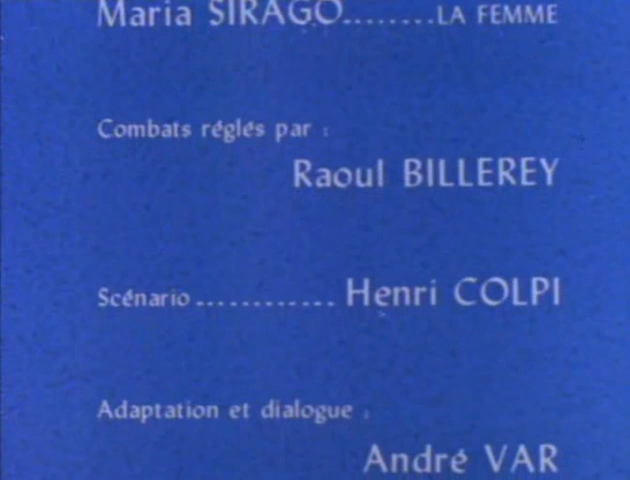 Maria SIRAGO........LA FEMME
Combats réglés par :
Raoul BILLEREY
Scénario ............ Henri COLPI
Adaptation et dialogue :
André VAR